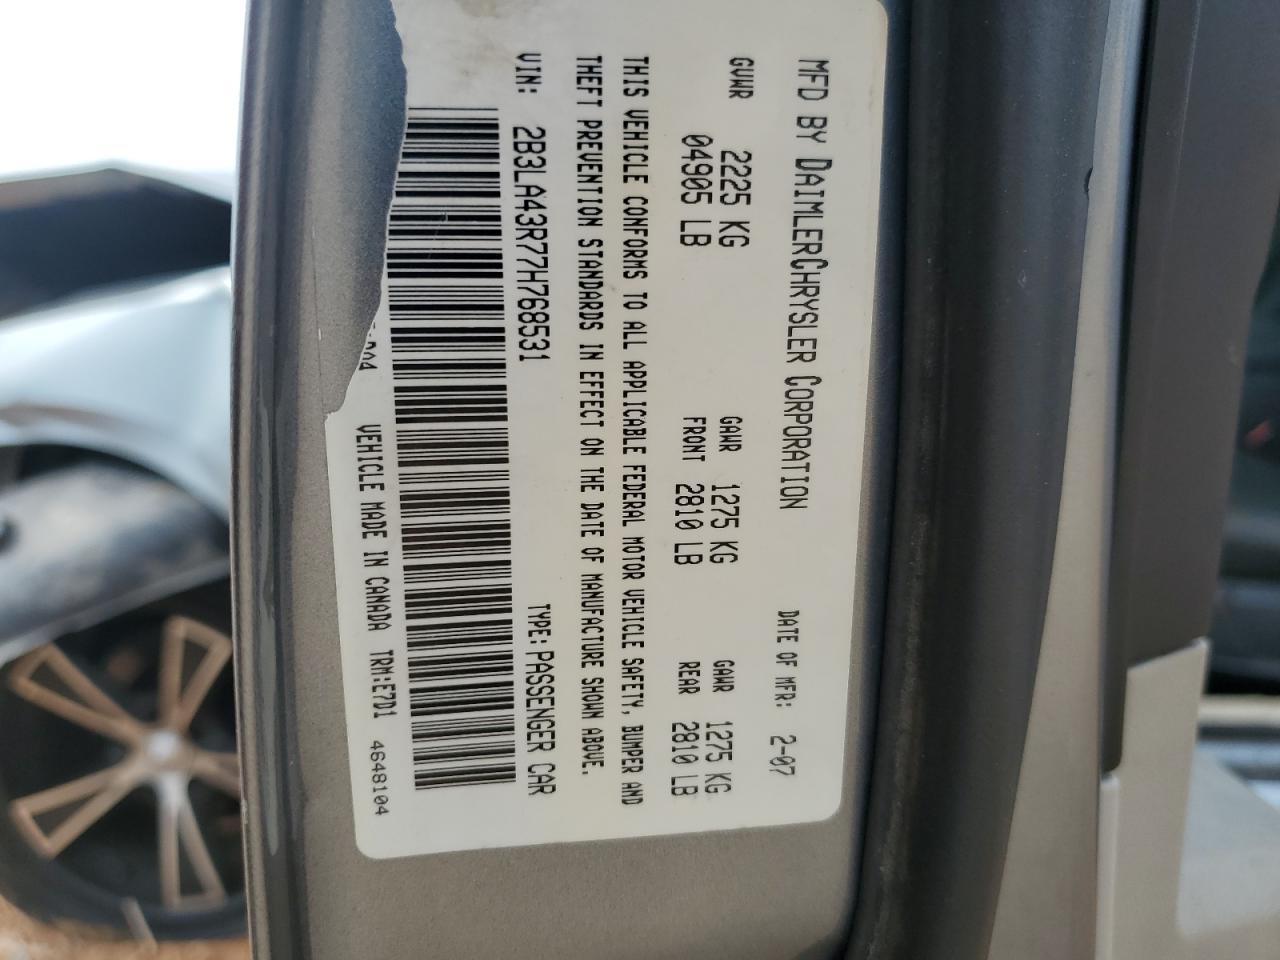 MFD BY DAIMLERCHRYSLER CORPORATION DATE OF MFR: 2-07
GVWR 2225 KG GAWR 1275 KG GAWR 1275 KG
04905 LB FRONT 2810 LB REAR 2810 LB
THIS VEHICLE CONFORMS TO ALL APPLICABLE FEDERAL MOTOR VEHICLE SAFETY, BUMPER AND
THEFT PREVENTION STANDARDS IN EFFECT ON THE DATE OF MANUFACTURE SHOWN ABOVE.
VIN: 2B3LA43R77H768531 TYPE: PASSENGER CAR
VEHICLE MADE IN CANADA TRM:E7D1 4648104